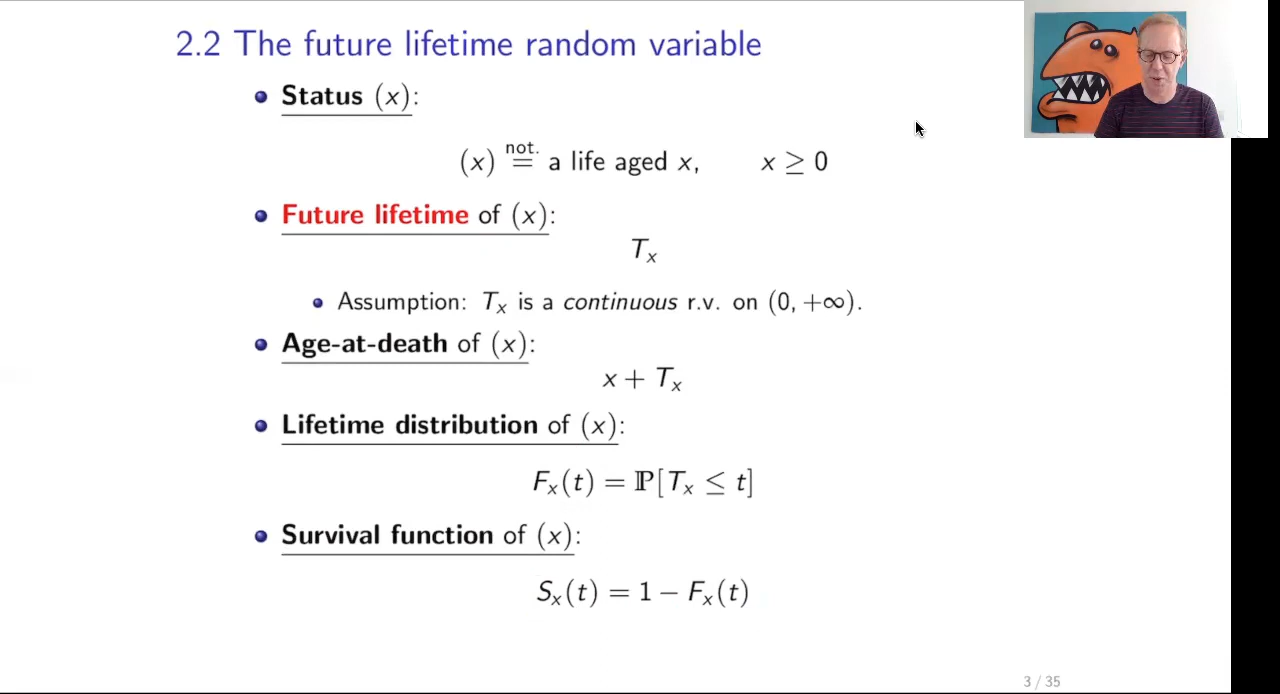 2.2 The future lifetime random variable
Status (x):
(x) not.= a life aged x, x ≥ 0
Future lifetime of (x):
Tₓ
Assumption: Tₓ is a continuous r.v. on (0, +∞).
Age-at-death of (x):
x + Tₓ
Lifetime distribution of (x):
Fₓ(t) = ℙ[Tₓ ≤ t]
Survival function of (x):
Sₓ(t) = 1 − Fₓ(t)
3 / 35